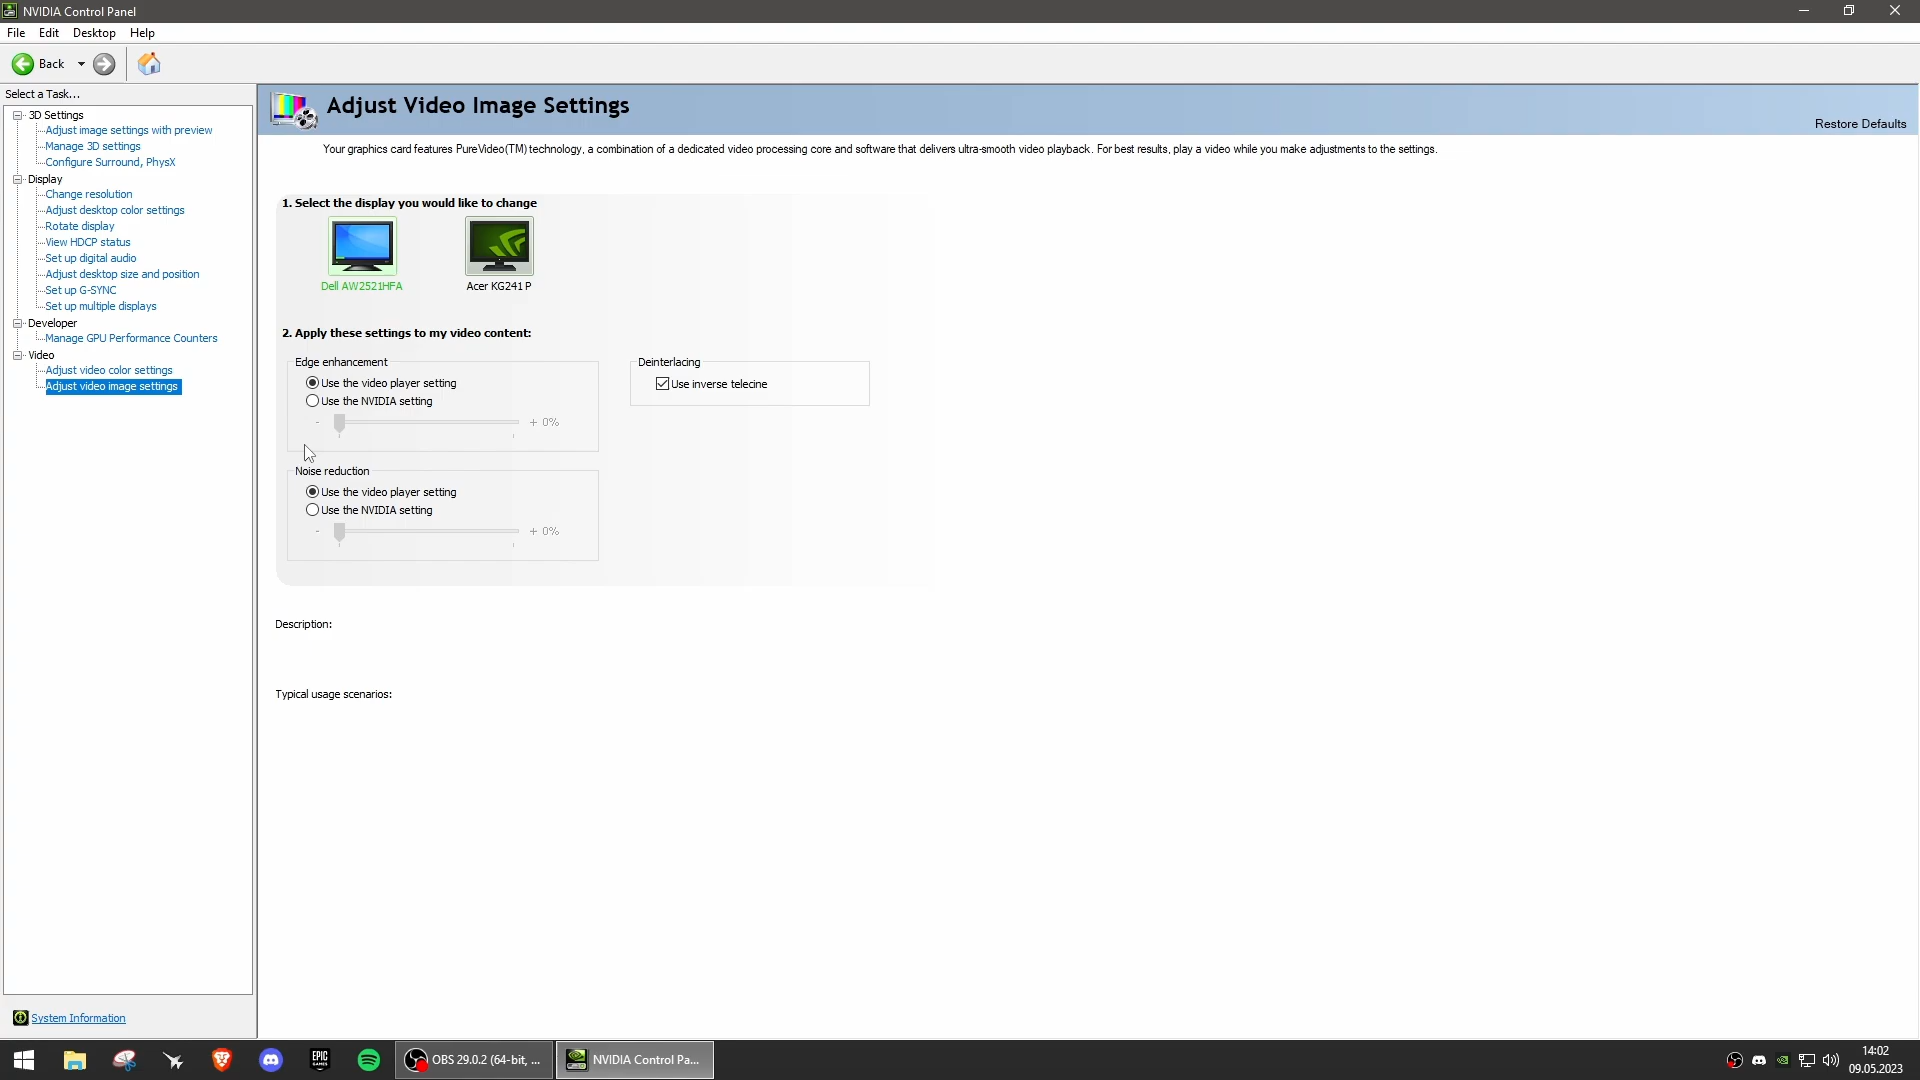 NVIDIA Control Panel
File Edit Desktop Help
Back
Select a Task...
3D Settings
Adjust image settings with preview
Manage 3D settings
Configure Surround, PhysX
Display
Change resolution
Adjust desktop color settings
Rotate display
View HDCP status
Set up digital audio
Adjust desktop size and position
Set up G-SYNC
Set up multiple displays
Developer
Manage GPU Performance Counters
Video
Adjust video color settings
Adjust video image settings
System Information
Adjust Video Image Settings
Restore Defaults
Your graphics card features PureVideo(TM) technology, a combination of a dedicated video processing core and software that delivers ultra-smooth video playback. For best results, play a video while you make adjustments to the settings.
1. Select the display you would like to change
Dell AW2521HFA Acer KG241 P
2. Apply these settings to my video content:
Edge enhancement
Use the video player setting
Use the NVIDIA setting
- + 0%
Deinterlacing
Use inverse telecine
Noise reduction
Use the video player setting
Use the NVIDIA setting
- + 0%
Description:
Typical usage scenarios:
EPIC
GAMES
OBS 29.0.2 (64-bit, ...
NVIDIA Control Pa...
14:02
09.05.2023